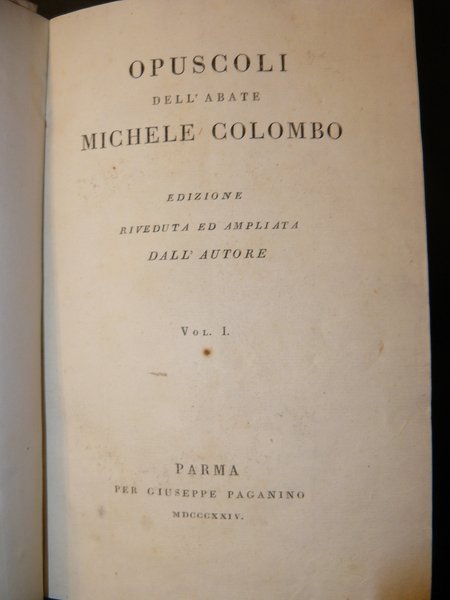 OPUSCOLI
DELL' ABATE
MICHELE COLOMBO
EDIZIONE
RIVEDUTA ED AMPLIATA
DALL' AUTORE
VOL. I.
PARMA
PER GIUSEPPE PAGANINO
MDCCCXXIV.